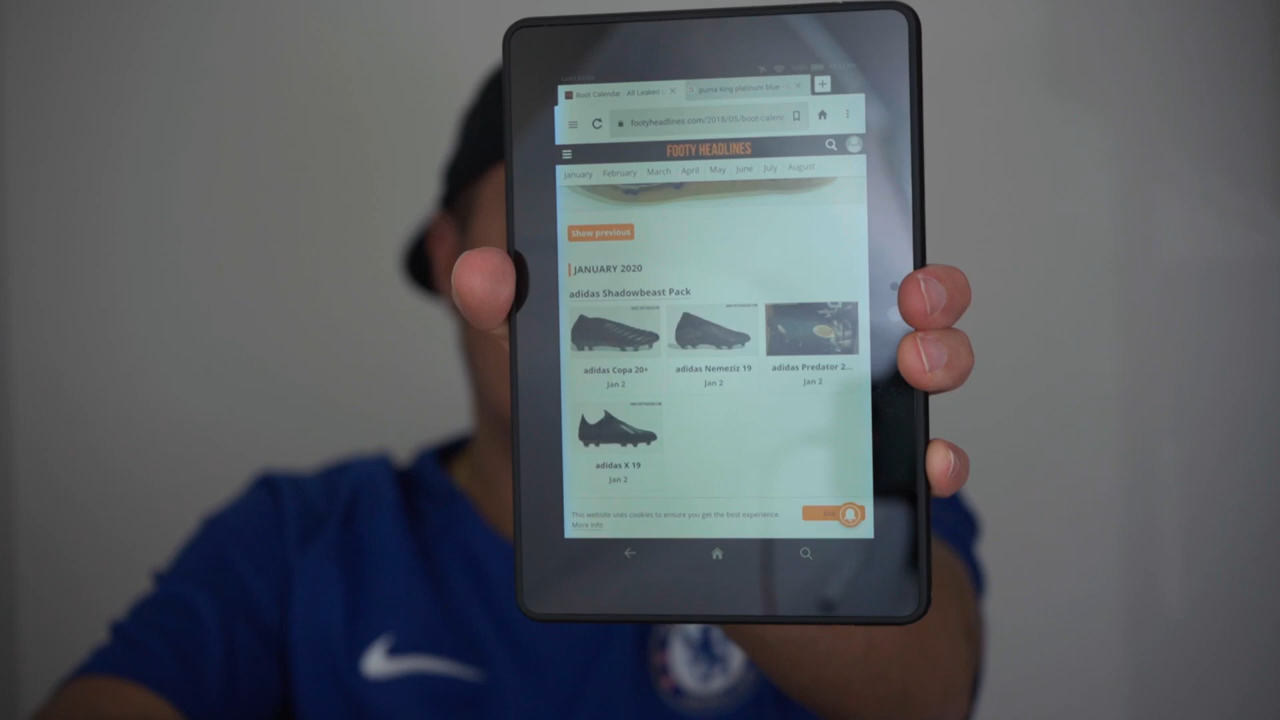 Boot Calendar - All Leaked
puma king platinum blue -
footyheadlines.com/2018/05/boot-calen
FOOTY HEADLINES
January February March April May June July August
Show previous
JANUARY 2020
adidas Shadowbeast Pack
adidas Copa 20+ adidas Nemeziz 19 adidas Predator 2...
Jan 2 Jan 2 Jan 2
adidas X 19
Jan 2
This website uses cookies to ensure you get the best experience.
More info